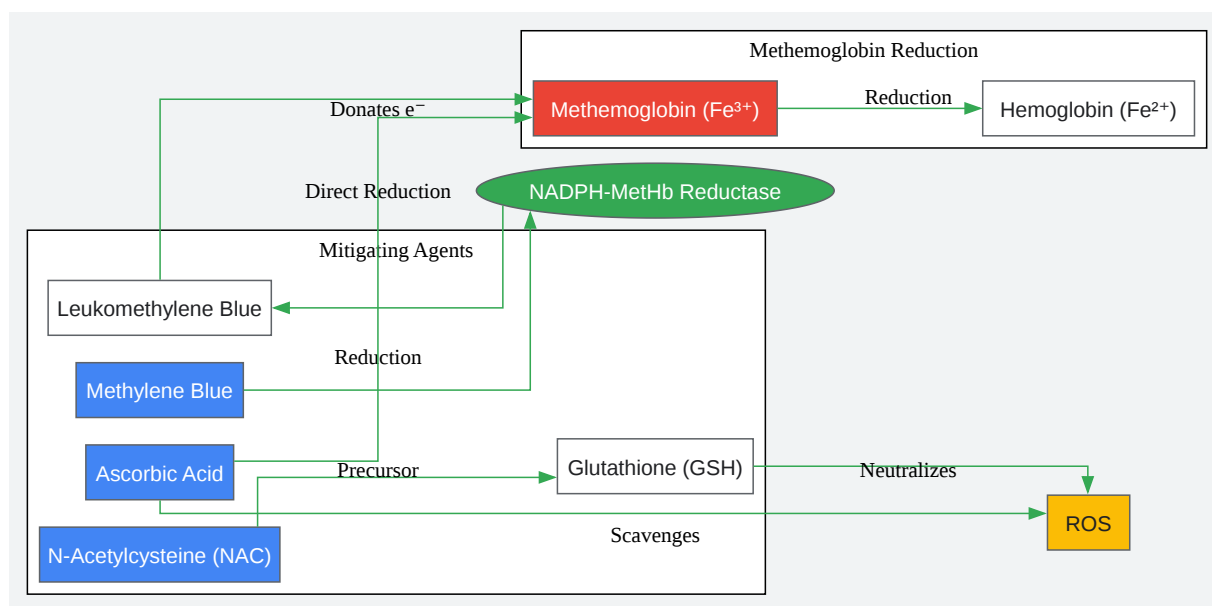 Methemoglobin Reduction
Donates e⁻
Methemoglobin (Fe³⁺)
Reduction
Hemoglobin (Fe²⁺)
Direct Reduction
NADPH-MetHb Reductase
Mitigating Agents
Leukomethylene Blue
Reduction
Methylene Blue
Ascorbic Acid
Precursor
Glutathione (GSH)
Neutralizes
N-Acetylcysteine (NAC)
Scavenges
ROS